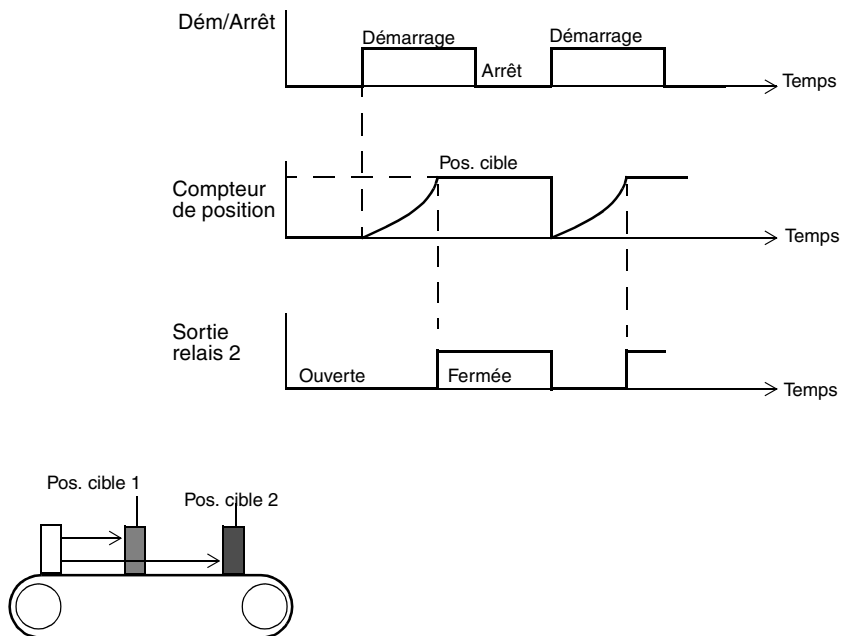 Dém/Arrêt
Démarrage
Démarrage
Arrêt
Temps
Pos. cible
Compteur
de position
Temps
Sortie
relais 2
Ouverte
Fermée
Temps
Pos. cible 1
Pos. cible 2